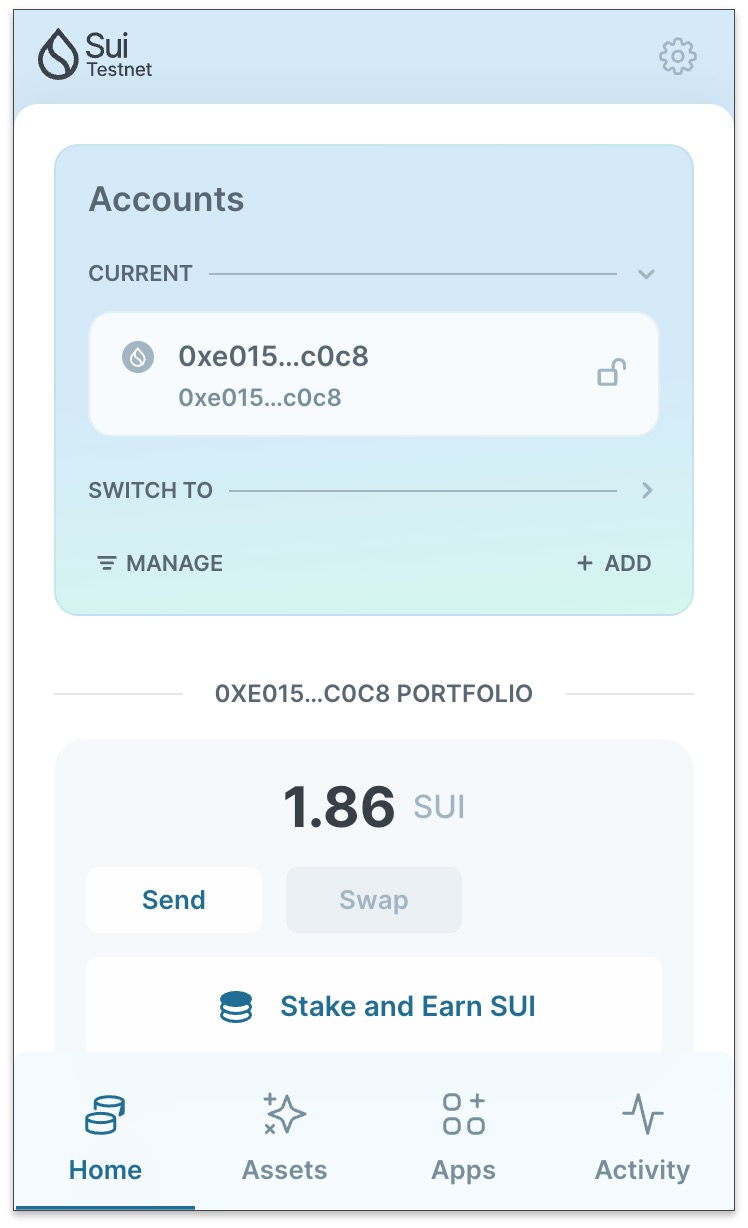 Sui
Testnet
Accounts
CURRENT
0xe015...c0c8
0xe015...c0c8
SWITCH TO
MANAGE
+ ADD
0XE015...C0C8 PORTFOLIO
1.86 SUI
Send
Swap
Stake and Earn SUI
Home
Assets
Apps
Activity